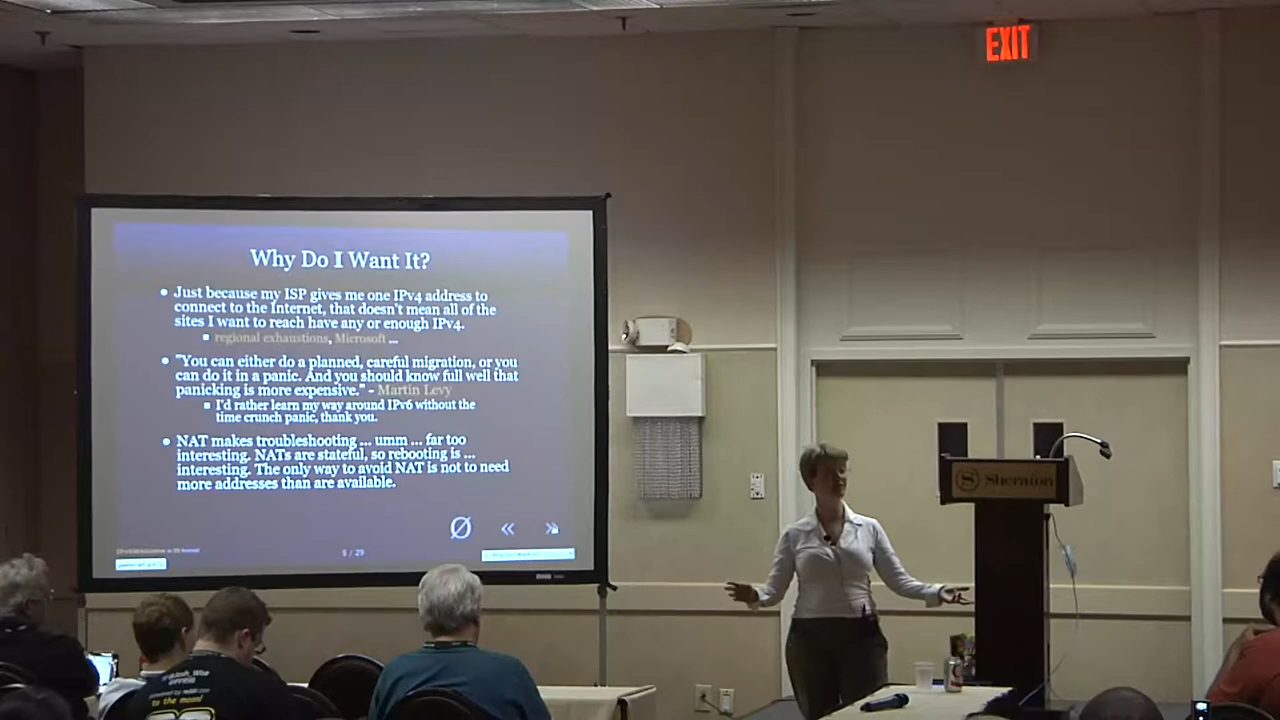 EXIT
Why Do I Want It?
Just because my ISP gives me one IPv4 address to
connect to the Internet, that doesn't mean all of the
sites I want to reach have any or enough IPv4.
regional exhaustions, Microsoft ...
"You can either do a planned, careful migration, or you
can do it in a panic. And you should know full well that
panicking is more expensive." - Martin Levy
I'd rather learn my way around IPv6 without the
time crunch panic, thank you.
NAT makes troubleshooting ... umm ... far too
interesting. NATs are stateful, so rebooting is ...
interesting. The only way to avoid NAT is not to need
more addresses than are available.
5 / 29
S Sheraton
to the moon!